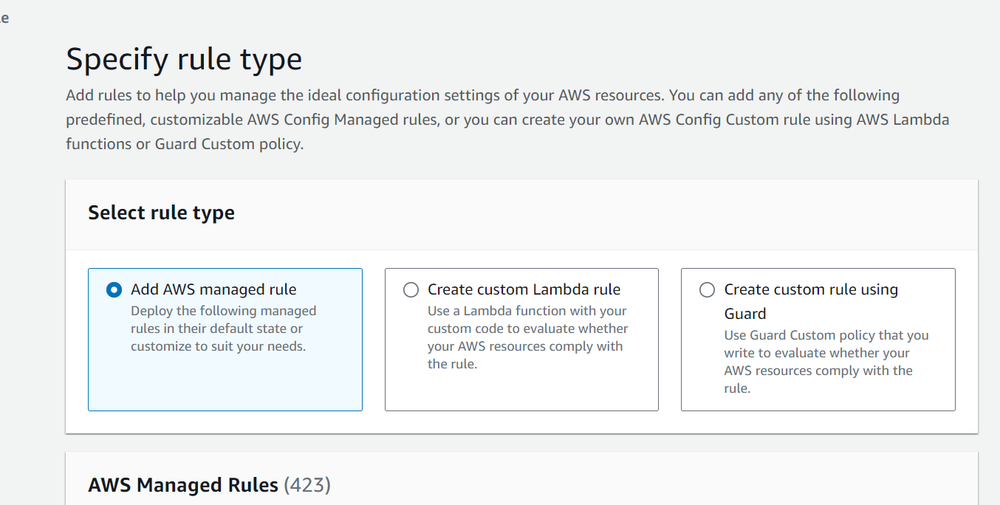 Specify rule type
Add rules to help you manage the ideal configuration settings of your AWS resources. You can add any of the following
predefined, customizable AWS Config Managed rules, or you can create your own AWS Config Custom rule using AWS Lambda
functions or Guard Custom policy.
Select rule type
Add AWS managed rule
Deploy the following managed
rules in their default state or
customize to suit your needs.
Create custom Lambda rule
Use a Lambda function with your
custom code to evaluate whether
your AWS resources comply with
the rule.
Create custom rule using
Guard
Use Guard Custom policy that you
write to evaluate whether your
AWS resources comply with the
rule.
AWS Managed Rules (423)